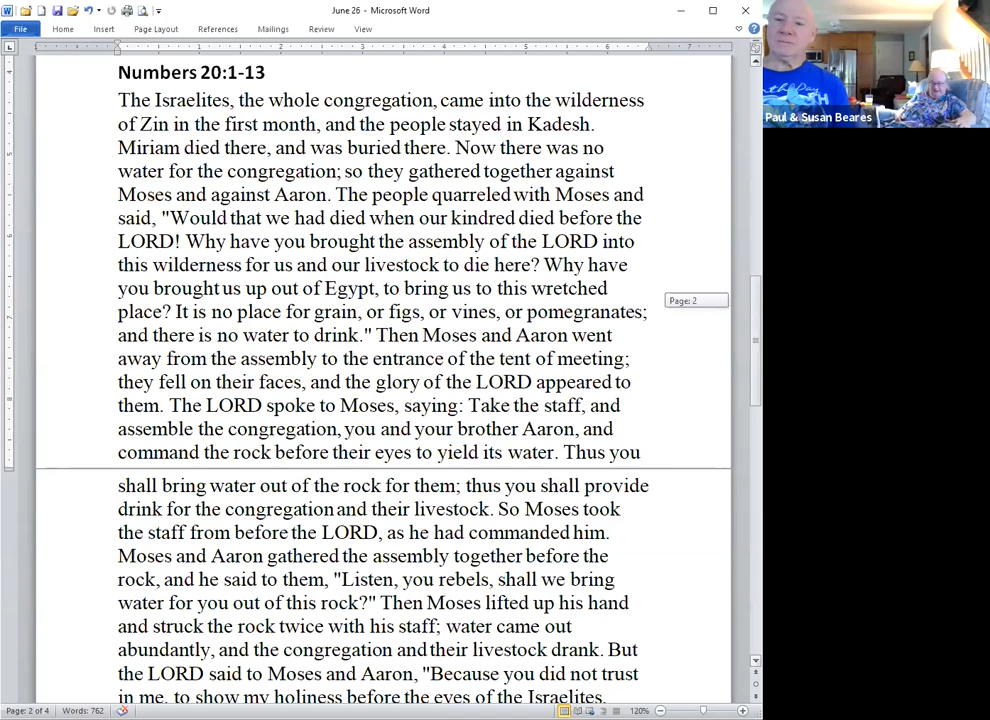 June 26 - Microsoft Word
File Home Insert Page Layout References Mailings Review View
Numbers 20:1-13
The Israelites, the whole congregation, came into the wilderness
of Zin in the first month, and the people stayed in Kadesh.
Miriam died there, and was buried there. Now there was no
water for the congregation; so they gathered together against
Moses and against Aaron. The people quarreled with Moses and
said, "Would that we had died when our kindred died before the
LORD! Why have you brought the assembly of the LORD into
this wilderness for us and our livestock to die here? Why have
you brought us up out of Egypt, to bring us to this wretched
place? It is no place for grain, or figs, or vines, or pomegranates;
and there is no water to drink." Then Moses and Aaron went
away from the assembly to the entrance of the tent of meeting;
they fell on their faces, and the glory of the LORD appeared to
them. The LORD spoke to Moses, saying: Take the staff, and
assemble the congregation, you and your brother Aaron, and
command the rock before their eyes to yield its water. Thus you
shall bring water out of the rock for them; thus you shall provide
drink for the congregation and their livestock. So Moses took
the staff from before the LORD, as he had commanded him.
Moses and Aaron gathered the assembly together before the
rock, and he said to them, "Listen, you rebels, shall we bring
water for you out of this rock?" Then Moses lifted up his hand
and struck the rock twice with his staff; water came out
abundantly, and the congregation and their livestock drank. But
the LORD said to Moses and Aaron, "Because you did not trust
in me, to show my holiness before the eyes of the Israelites,
Page: 2
Page: 2 of 4 Words: 762 120%
Paul & Susan Beares